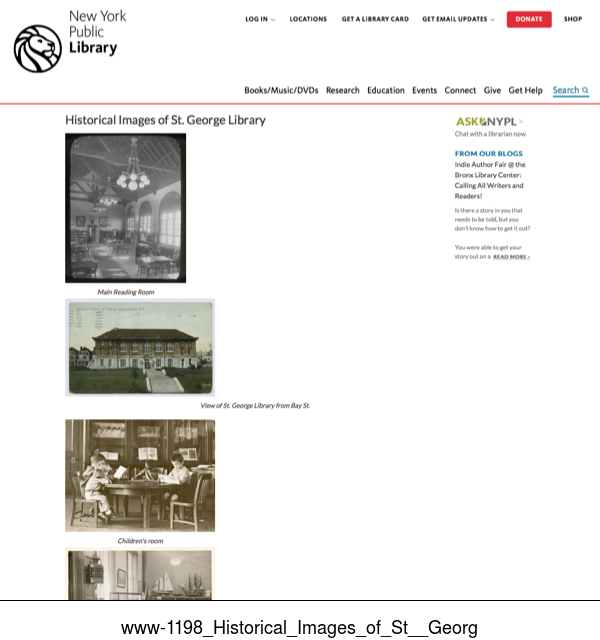 New York
Public
Library
LOG IN
LOCATIONS
GET A LIBRARY CARD
GET EMAIL UPDATES
DONATE
SHOP
Books/Music/DVDs Research Education Events Connect Give Get Help Search
Historical Images of St. George Library
Main Reading Room
View of St. George Library from Bay St.
Children's room
ASK NYPL >
Chat with a librarian now
FROM OUR BLOGS
Indie Author Fair @ the
Bronx Library Center:
Calling All Writers and
Readers!
Is there a story in you that
needs to be told, but you
don't know how to get it out?
You were able to get your
story out on a READ MORE ›
www-1198_Historical_Images_of_St__Georg